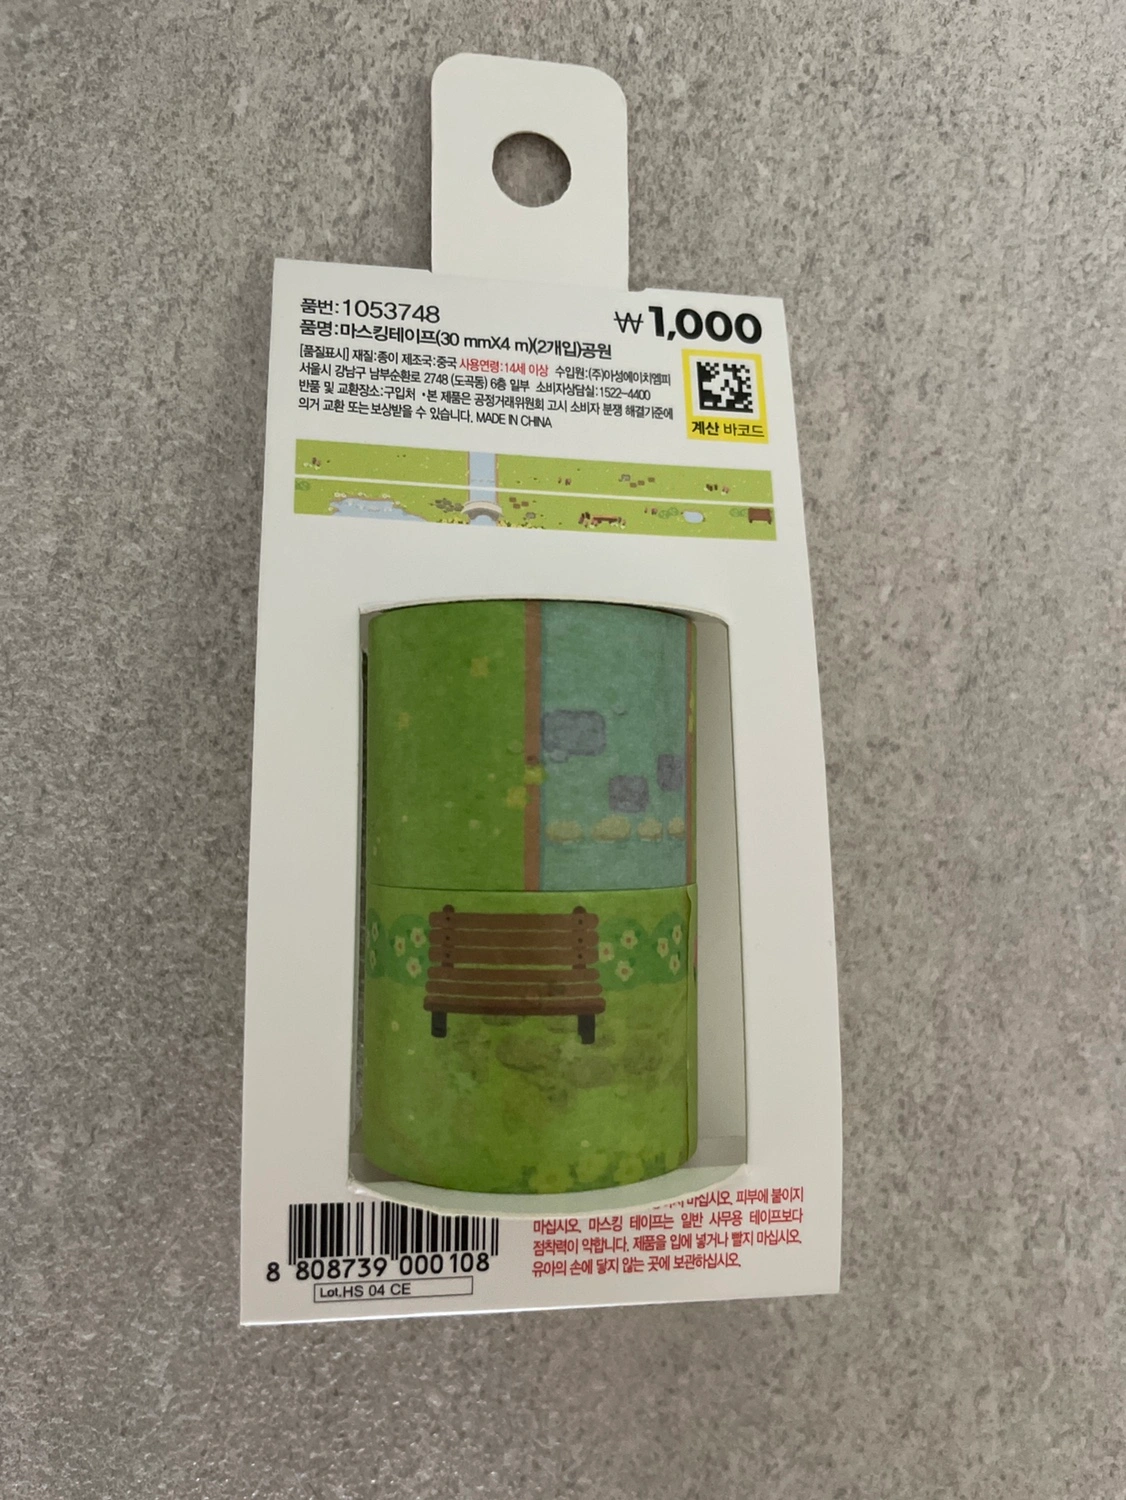 품번:1053748
₩1,000
품명:마스킹테이프(30 mmX4 m)(2개입)공원
[품질표시] 재질:종이 제조국:중국 사용연령:14세 이상 수입원:(주)아성에이치엠피
서울시 강남구 남부순환로 2748 (도곡동) 6층 일부 소비자상담실:1522-4400
반품 및 교환장소:구입처 •본 제품은 공정거래위원회 고시 소비자 분쟁 해결기준에
의거 교환 또는 보상받을 수 있습니다. MADE IN CHINA
계산 바코드
마십시오. 피부에 붙이지
마십시오. 마스킹 테이프는 일반 사무용 테이프보다
점착력이 약합니다. 제품을 입에 넣거나 빨지 마십시오.
유아의 손에 닿지 않는 곳에 보관하십시오.
8 808739 000108
Lot.HS 04 CE